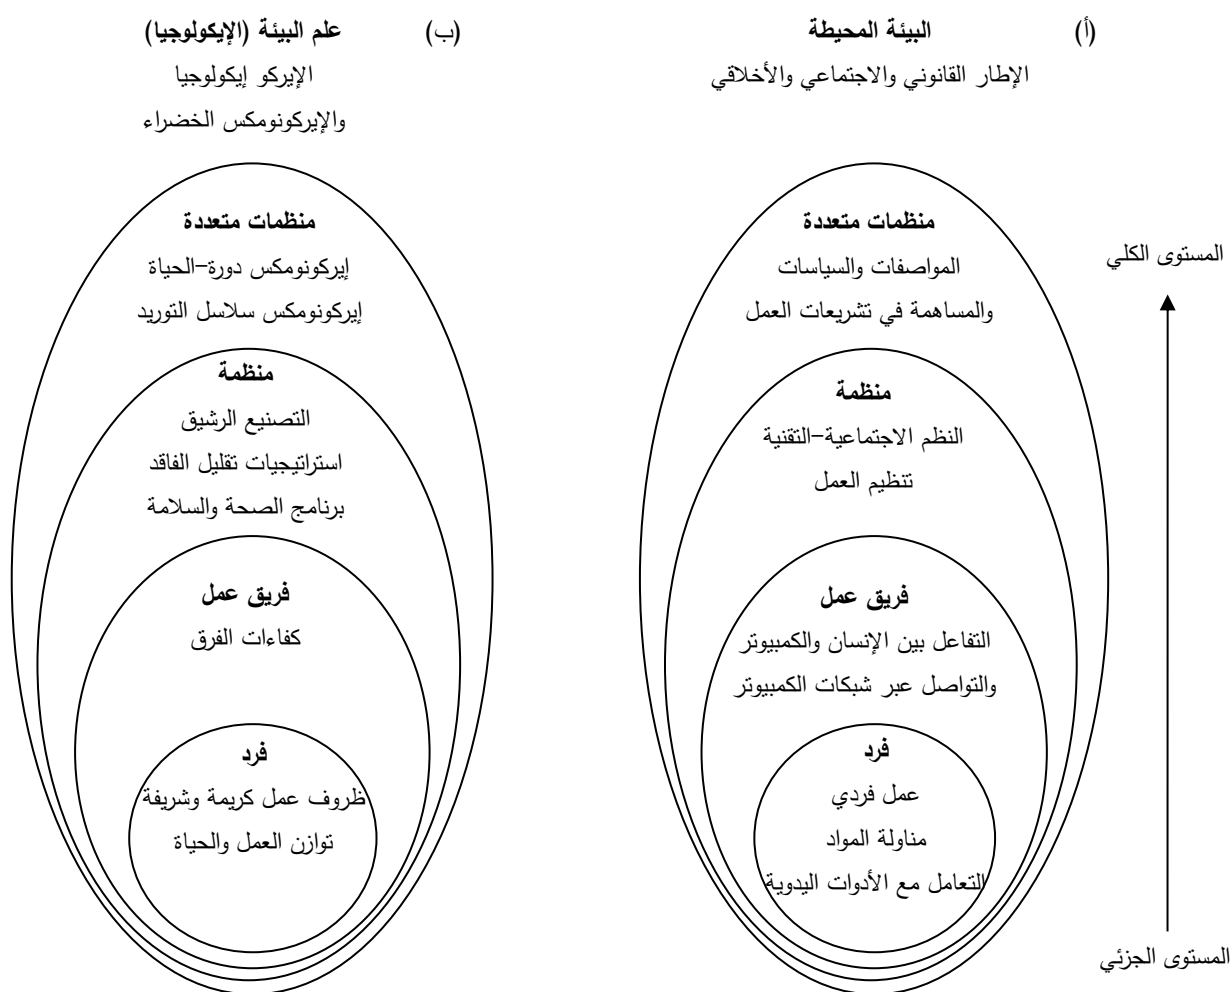 (أ)
البيئة المحيطة
الإطار القانوني والاجتماعي والأخلاقي
منظمات متعددة
المواصفات والسياسات
والمساهمة في تشريعات العمل
منظمة
النظم الاجتماعية-التقنية
تنظيم العمل
فريق عمل
التفاعل بين الإنسان والكمبيوتر
والتواصل عبر شبكات الكمبيوتر
فرد
عمل فردي
مناولة المواد
التعامل مع الأدوات اليدوية
المستوى الكلي
المستوى الجزئي
(ب)
علم البيئة (الإيكولوجيا)
الإيركو إيكولوجيا
والإيركونومكس الخضراء
منظمات متعددة
إيركونومكس دورة-الحياة
إيركونومكس سلاسل التوريد
منظمة
التصنيع الرشيق
استراتيجيات تقليل الفاقد
برنامج الصحة والسلامة
فريق عمل
كفاءات الفرق
فرد
ظروف عمل كريمة وشريفة
توازن العمل والحياة